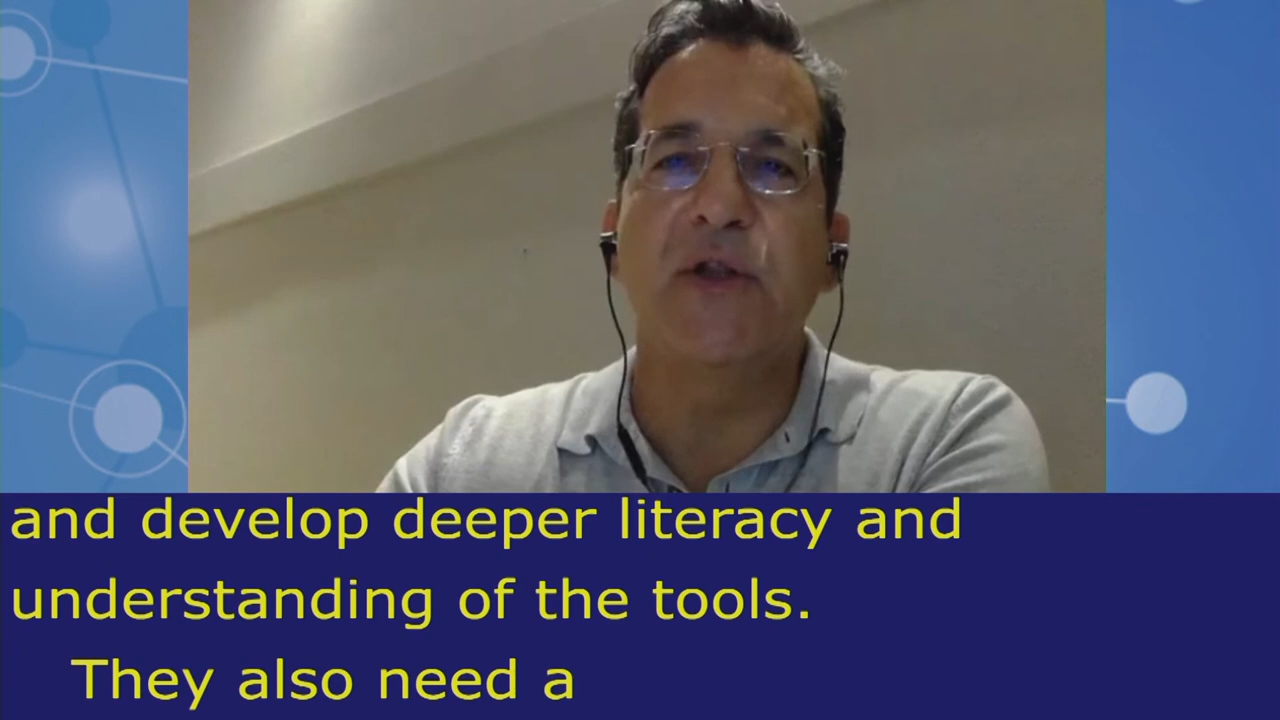 and develop deeper literacy and
understanding of the tools.
They also need a